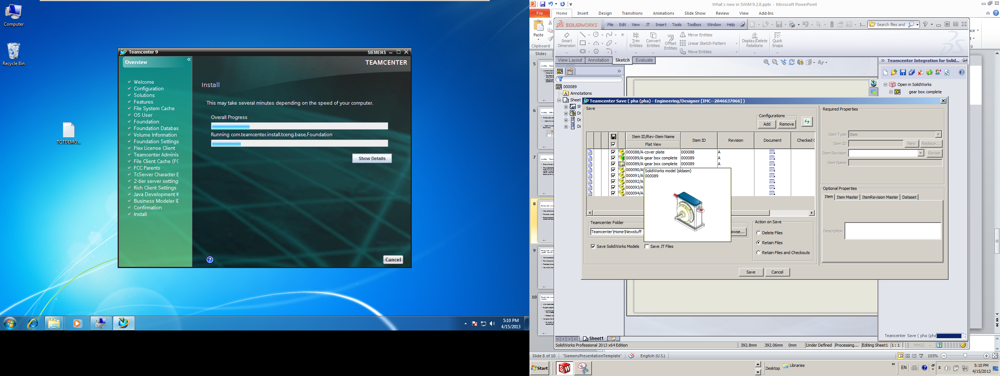 Computer
Recycle Bin
TCTDEMO...
Teamcenter 9
SIEMENS
Overview
TEAMCENTER
Welcome
Configuration
Solutions
Features
File System Cache
OS User
Foundation
Foundation Databas
Volume Information
Foundation Settings
Flex License Client
Teamcenter Adminis
File Client Cache (FC
FCC Parents
TcServer Character E
2-tier server settings
Rich Client Settings
Java Development K
Business Modeler ID
Confirmation
Install
Install
This may take several minutes depending on the speed of your computer.
Overall Progress
Running com.teamcenter.install.tceng.base.Foundation
Show Details
Cancel
5:10 PM
4/15/2013
What's new in SWiM 9.2.0.pptx - Microsoft PowerPoint
File Home Insert Design Transitions Animations Slide Show Review View Add-Ins
Paste
Clipboard
Slides
5
6
7
8
9
10
SOLIDWORKS File Edit View JT Insert Tools Toolbox Window Help
Search files and
Smart Dimension
Trim Entities
Convert Entities
Offset Entities
Mirror Entities
Linear Sketch Pattern
Move Entities
Display/Delete Relations
Quick Snaps
View Layout Annotation Sketch Evaluate
Teamcenter Integration for Solid...
000089
Annotations
Sheet
Open in SolidWorks
gear box complete
Teamcenter Save ( pha (pha) - Engineering/Designer [IMC--2046637066] )
Save
Configurations
Add Remove
Item ID/Rev-Item Name
Flat View
Item ID Revision Document Checked O
000088/A-cover plate 000088 A
000089/A-gear box complete 000089 A
000089/A-gear box complete 000089 A
000090/A
000091/A
000092/A
000093/A
000094/A
SolidWorks model (sldasm)
000089
Teamcenter Folder
Teamcenter\Home\Newstuff
owse...
Save SolidWorks Models Save JT Files
Action on Save
Delete Files
Retain Files
Retain Files and Checkouts
Required Properties
Item Type Item
Item ID New Replace...
Item Revision Revise
Item Name
Optional Properties
Item Item Master ItemRevision Master Dataset
Description
Save Cancel
Teamcenter Save ( pha (pha
Sheet1
SolidWorks Professional 2013 x64 Edition
392.8mm 392.06mm 0mm Under Defined Processing... Editing Sheet1 1 : 1 MMGS
Slide 8 of 10 "SiemensPresentationTemplate" English (U.S.) 103%
Start
Desktop Libraries
EN
5:10 PM
4/15/2013